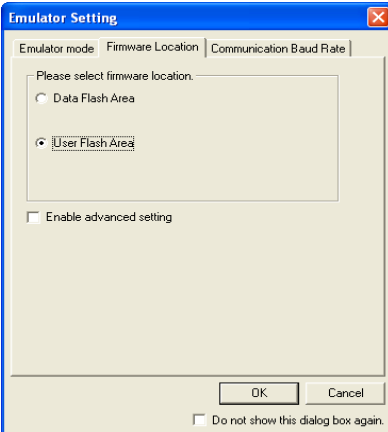 Emulator Setting
Emulator mode Firmware Location Communication Baud Rate
Please select firmware location.
Data Flash Area
User Flash Area
Enable advanced setting
OK Cancel
Do not show this dialog box again.